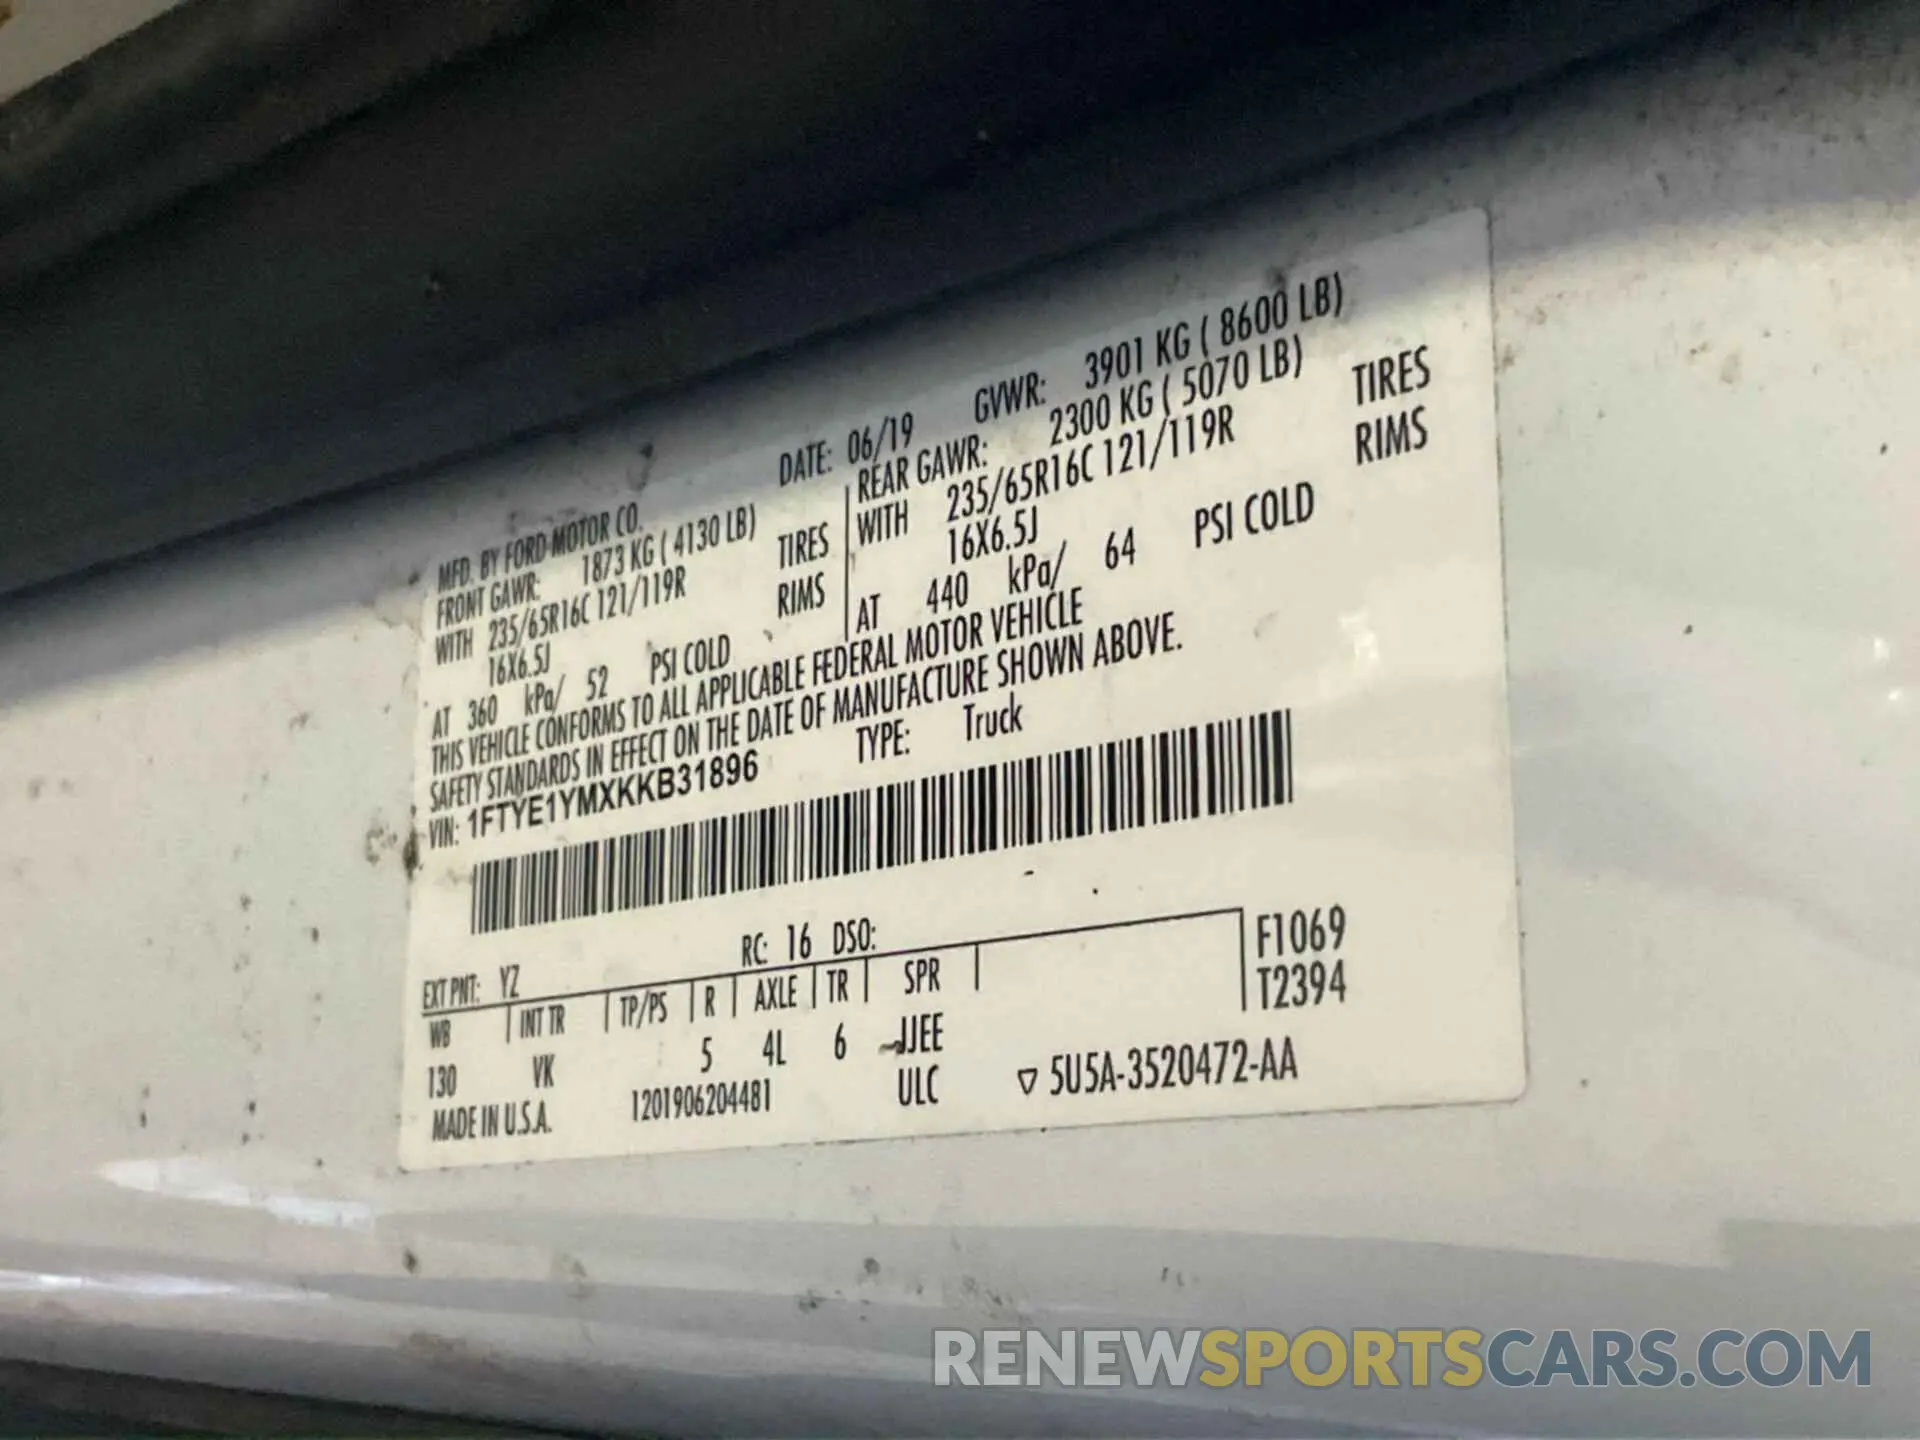 MFD. BY FORD MOTOR CO.
DATE: 06/19 GVWR: 3901 KG ( 8600 LB)
FRONT GAWR: 1873 KG ( 4130 LB)
WITH 235/65R16C 121/119R TIRES
16X6.5J RIMS
AT 360 kPa/ 52 PSI COLD
REAR GAWR: 2300 KG ( 5070 LB)
WITH 235/65R16C 121/119R TIRES
16X6.5J RIMS
AT 440 kPa/ 64 PSI COLD
THIS VEHICLE CONFORMS TO ALL APPLICABLE FEDERAL MOTOR VEHICLE
SAFETY STANDARDS IN EFFECT ON THE DATE OF MANUFACTURE SHOWN ABOVE.
VIN: 1FTYE1YMXKKB31896 TYPE: Truck
EXT PNT: YZ RC: 16 DSO:
WB INT TR TP/PS R AXLE TR SPR F1069
T2394
130 VK 5 4L 6 JJEE
MADE IN U.S.A. 1201906204481 ULC ▽ 5U5A-3520472-AA
RENEWSPORTSCARS.COM